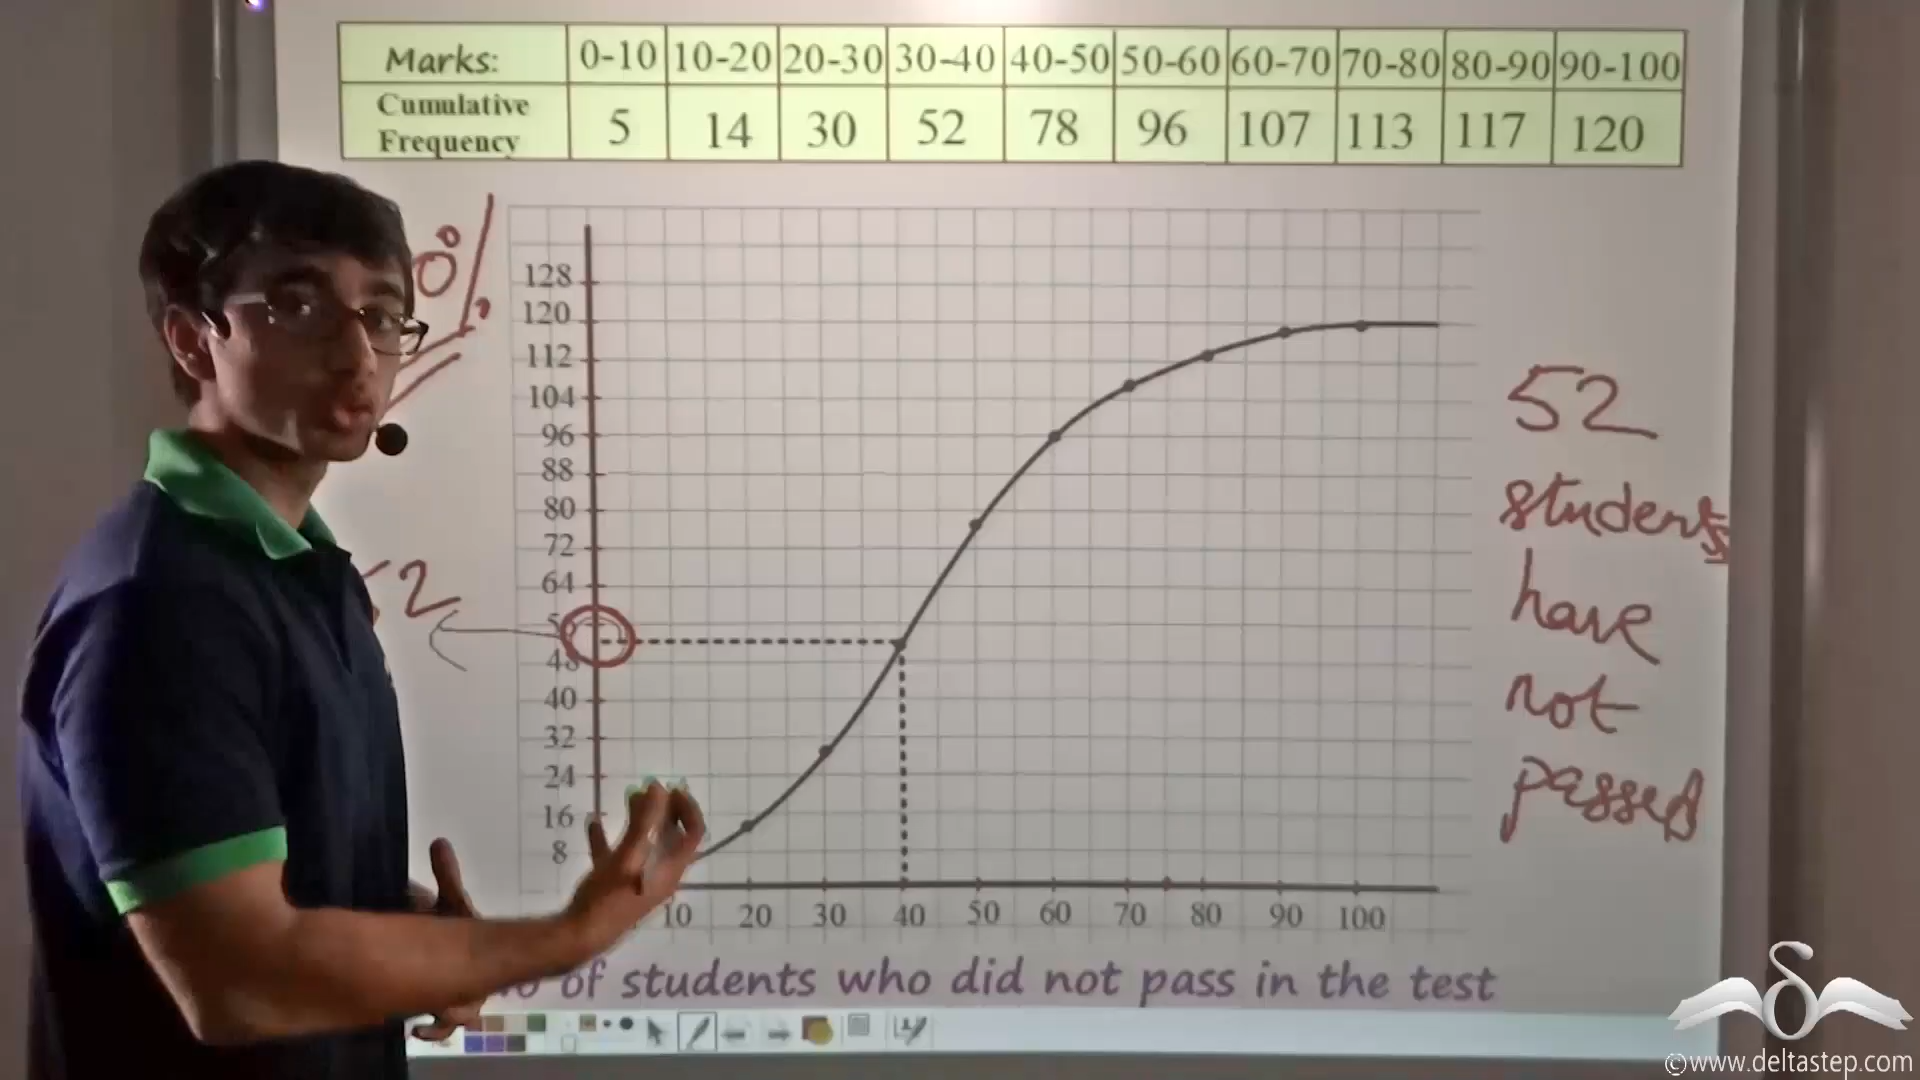 Marks: 0-10 10-20 20-30 30-40 40-50 50-60 60-70 70-80 80-90 90-100
Cumulative
Frequency 5 14 30 52 78 96 107 113 117 120
0%
128
120
112
104
96
88
80
72
64
48
40
32
24
16
8
10 20 30 40 50 60 70 80 90 100
52
52
students
have
not
passed
of students who did not pass in the test
©www.deltastep.com